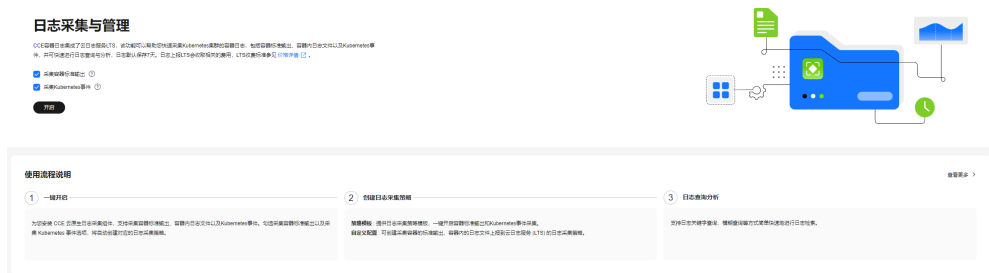 日志采集与管理
CCE容器日志集成了云日志服务LTS，该功能可以帮助您快速采集Kubernetes集群的容器日志，包括容器标准输出、容器内日志文件以及Kubernetes事
件，并可快速进行日志查询与分析，日志默认保存7天。日志上报LTS会收取相关的费用，LTS收费标准参见 价格详情 。
采集容器标准输出
采集Kubernetes事件
开启
使用流程说明
查看更多
1 一键开启
2 创建日志采集策略
3 日志查询分析
为您安装 CCE 云原生日志采集组件，支持采集容器标准输出、容器内日志文件以及Kubernetes事件。勾选采集容器标准输出以及采
集 Kubernetes 事件选项，将自动创建对应的日志采集策略。
策略模板：提供日志采集策略模板，一键开启容器标准输出和Kubernetes事件采集。
自定义配置：可创建采集容器的标准输出、容器内的日志文件上报到云日志服务 (LTS) 的日志采集策略。
支持日志关键字查询、模糊查询等方式简单快速地进行日志检索。